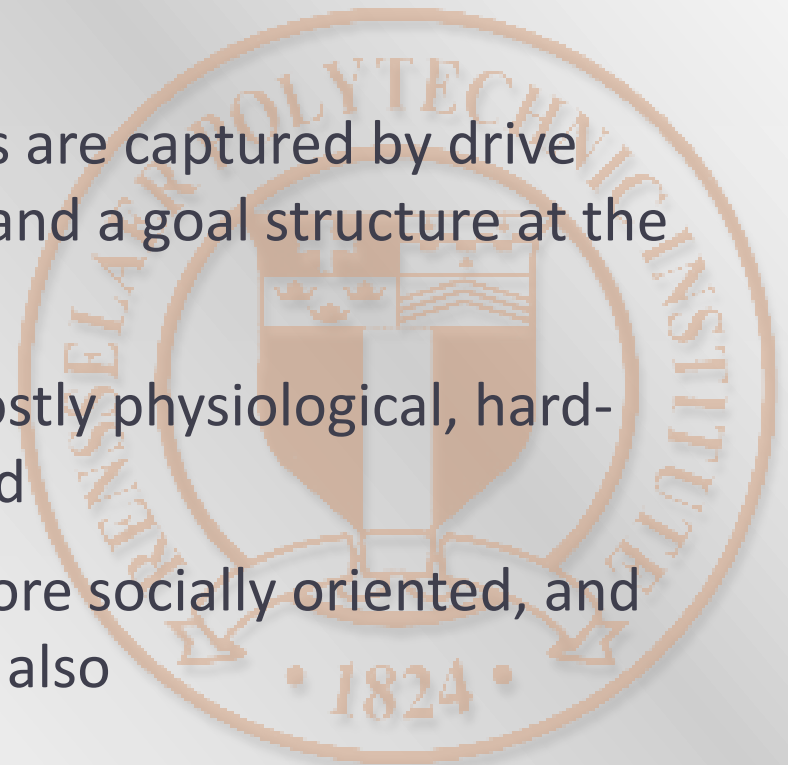 s are captured by drive
and a goal structure at the
ostly physiological, hard-
d
ore socially oriented, and
also
RENSSELAER POLYTECHNIC INSTITUTE
• 1824 •